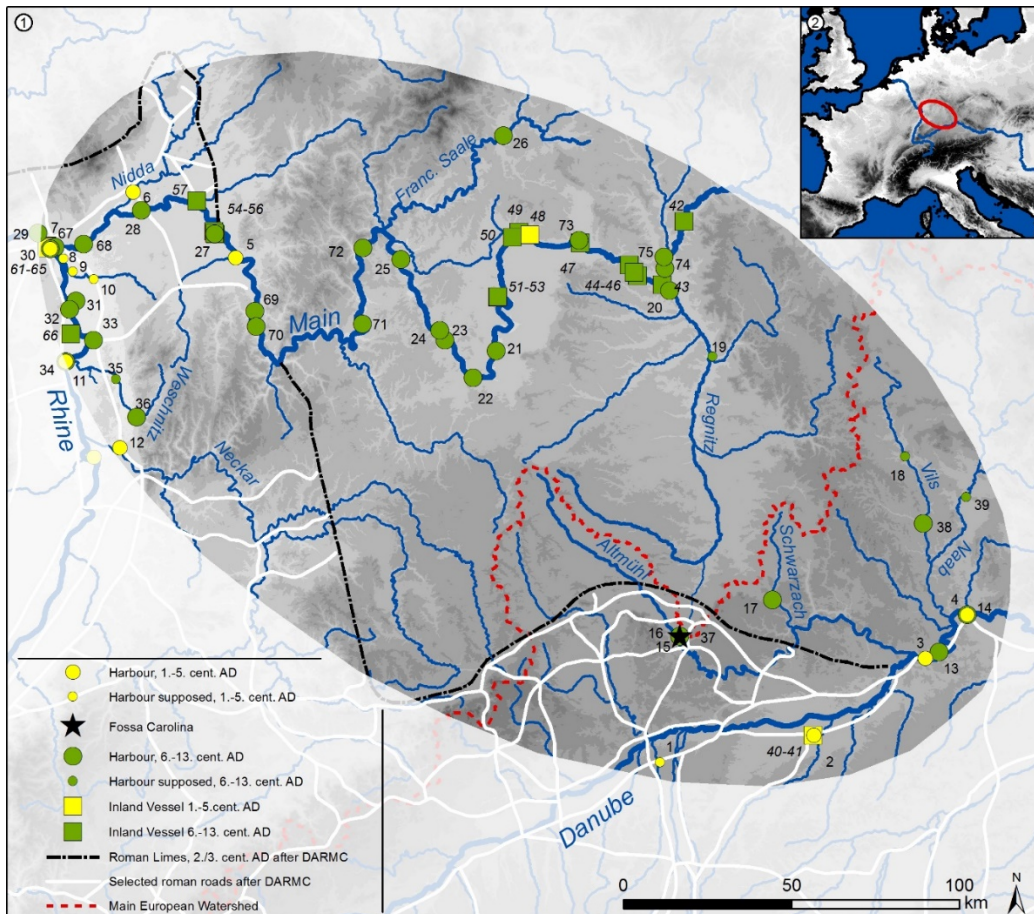 1
2
Nidda
Franc. Saale
26
57
6
54-56
42
7
29
67
68
28
27
5
72
25
49
48
50
73
75
30
61-65
8
9
10
47
44-46
74
43
20
51-53
31
32
69
70
Main
71
23
24
21
22
66
33
34
11
35
36
Weschnitz
19
Rhine
12
Neckar
Regnitz
18
Vils
39
38
Naab
Altmühl
Schwarzach
17
4
14
16
15
37
3
13
1
40-41
2
Danube
Harbour, 1.-5. cent. AD
Harbour supposed, 1.-5. cent. AD
Fossa Carolina
Harbour, 6.-13. cent. AD
Harbour supposed, 6.-13. cent. AD
Inland Vessel 1.-5.cent. AD
Inland Vessel 6.-13. cent. AD
Roman Limes, 2./3. cent. AD after DARMC
Selected roman roads after DARMC
Main European Watershed
0
50
100
km
N